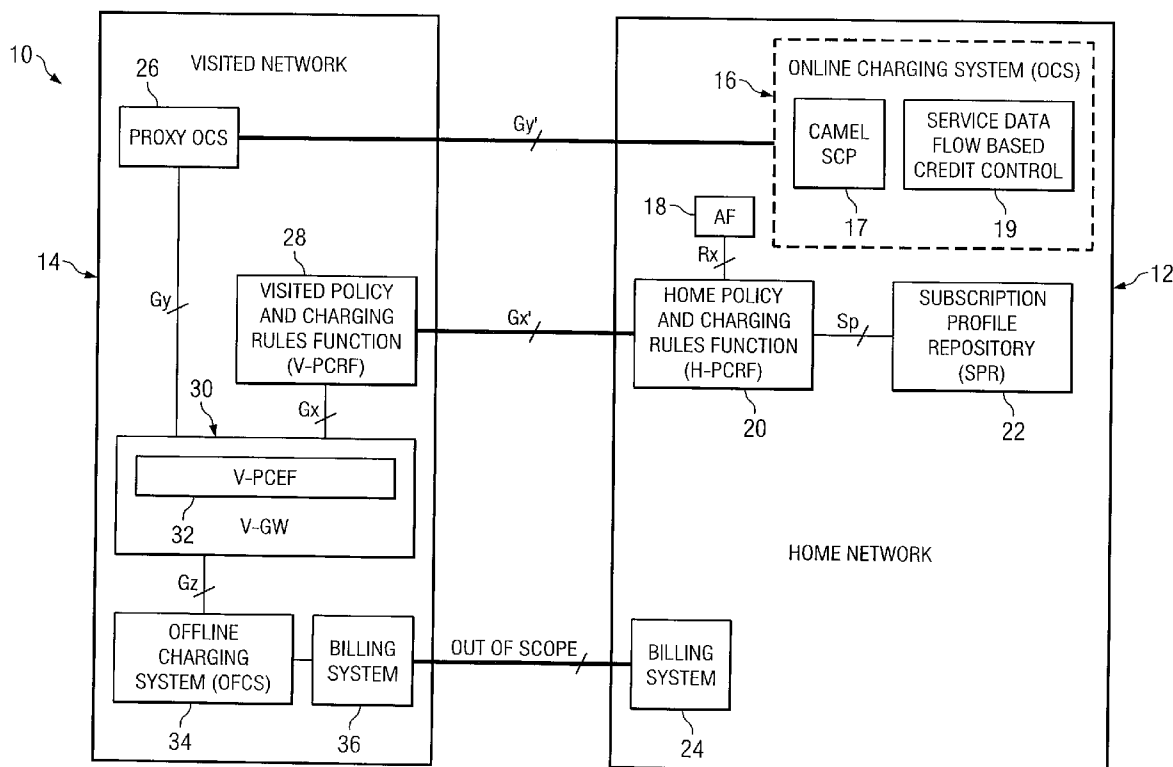 10
VISITED NETWORK
26
PROXY OCS
Gy'
16
ONLINE CHARGING SYSTEM (OCS)
CAMEL
SCP
17
SERVICE DATA
FLOW BASED
CREDIT CONTROL
19
18
AF
Rx
14
Gy
28
VISITED POLICY
AND CHARGING
RULES FUNCTION
(V-PCRF)
Gx'
HOME POLICY
AND CHARGING
RULES FUNCTION
(H-PCRF)
20
Sp
SUBSCRIPTION
PROFILE
REPOSITORY
(SPR)
22
12
Gx
30
V-PCEF
32
V-GW
HOME NETWORK
Gz
OFFLINE
CHARGING
SYSTEM (OFCS)
34
BILLING
SYSTEM
36
OUT OF SCOPE
BILLING
SYSTEM
24